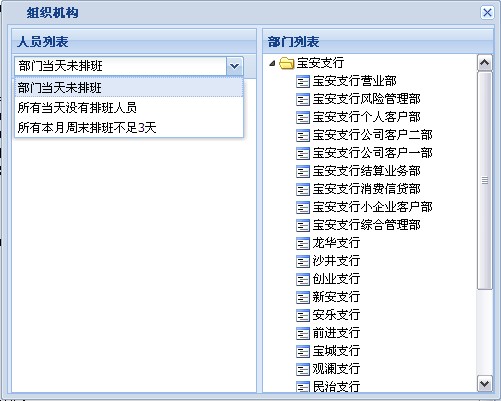 组织机构
人员列表
部门当天未排班
部门当天未排班
所有当天没有排班人员
所有本月周末排班不足3天
部门列表
宝安支行
宝安支行营业部
宝安支行风险管理部
宝安支行个人客户部
宝安支行公司客户二部
宝安支行公司客户一部
宝安支行结算业务部
宝安支行消费信贷部
宝安支行小企业客户部
宝安支行综合管理部
龙华支行
沙井支行
创业支行
新安支行
安乐支行
前进支行
宝城支行
观澜支行
民治支行